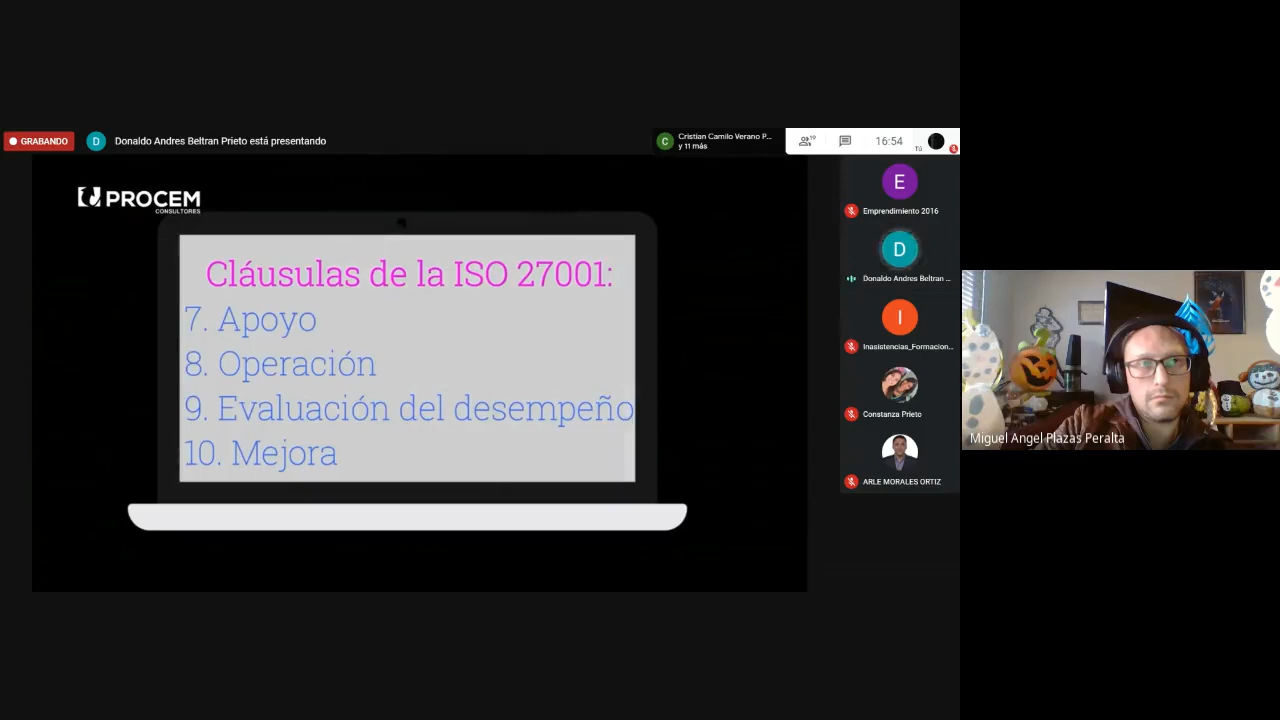 GRABANDO
D
Donaldo Andres Beltran Prieto está presentando
C
Cristian Camilo Verano P...
y 11 más
19
16:54
Tú
PROCEM
CONSULTORES
Cláusulas de la ISO 27001:
7. Apoyo
8. Operación
9. Evaluación del desempeño
10. Mejora
E
Emprendimiento 2016
D
Donaldo Andres Beltran ...
I
Inasistencias_Formacion...
Constanza Prieto
ARLE MORALES ORTIZ
Miguel Angel Plazas Peralta